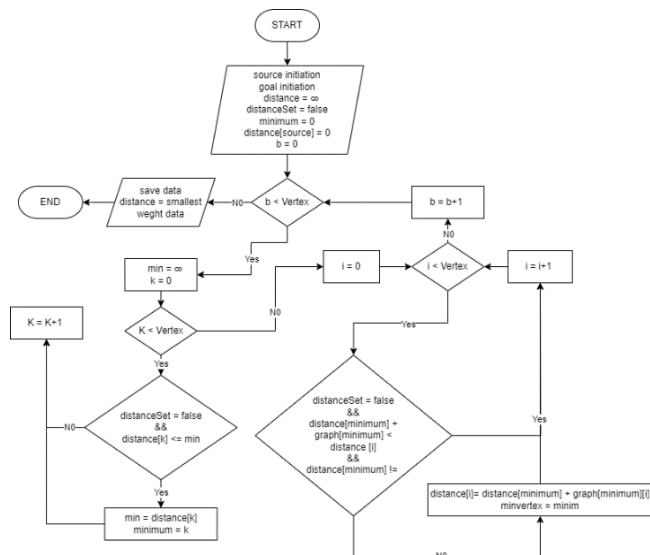 START
source initiation
goal initiation
distance = ∞
distanceSet = false
minimum = 0
distance[source] = 0
b = 0
END
save data
distance = smallest
weght data
N0
b < Vertex
b = b+1
N0
Yes
min = ∞
k = 0
i = 0
i < Vertex
i = i+1
K = K+1
K < Vertex
N0
Yes
Yes
distanceSet = false
&&
distance[k] <= min
N0
Yes
min = distance[k]
minimum = k
distanceSet = false
&&
distance[minimum] +
graph[minimum] <
distance [i]
&&
distance[minimum] !=
Yes
distance[i]= distance[minimum] + graph[minimum][i]
minvertex = minim
N0